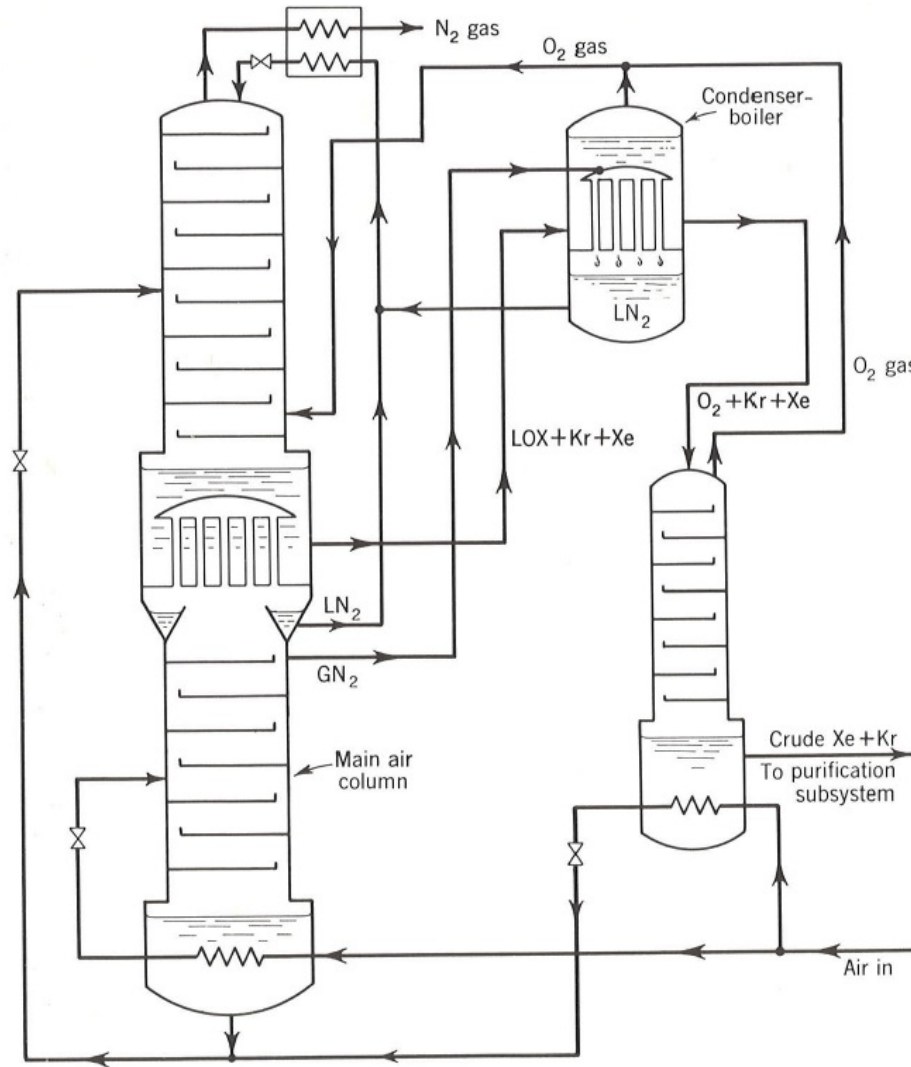 N₂ gas
O₂ gas
Condenser-
boiler
LN₂
O₂ gas
O₂+Kr+Xe
LOX+Kr+Xe
LN₂
GN₂
Main air
column
Crude Xe+Kr
To purification
subsystem
Air in